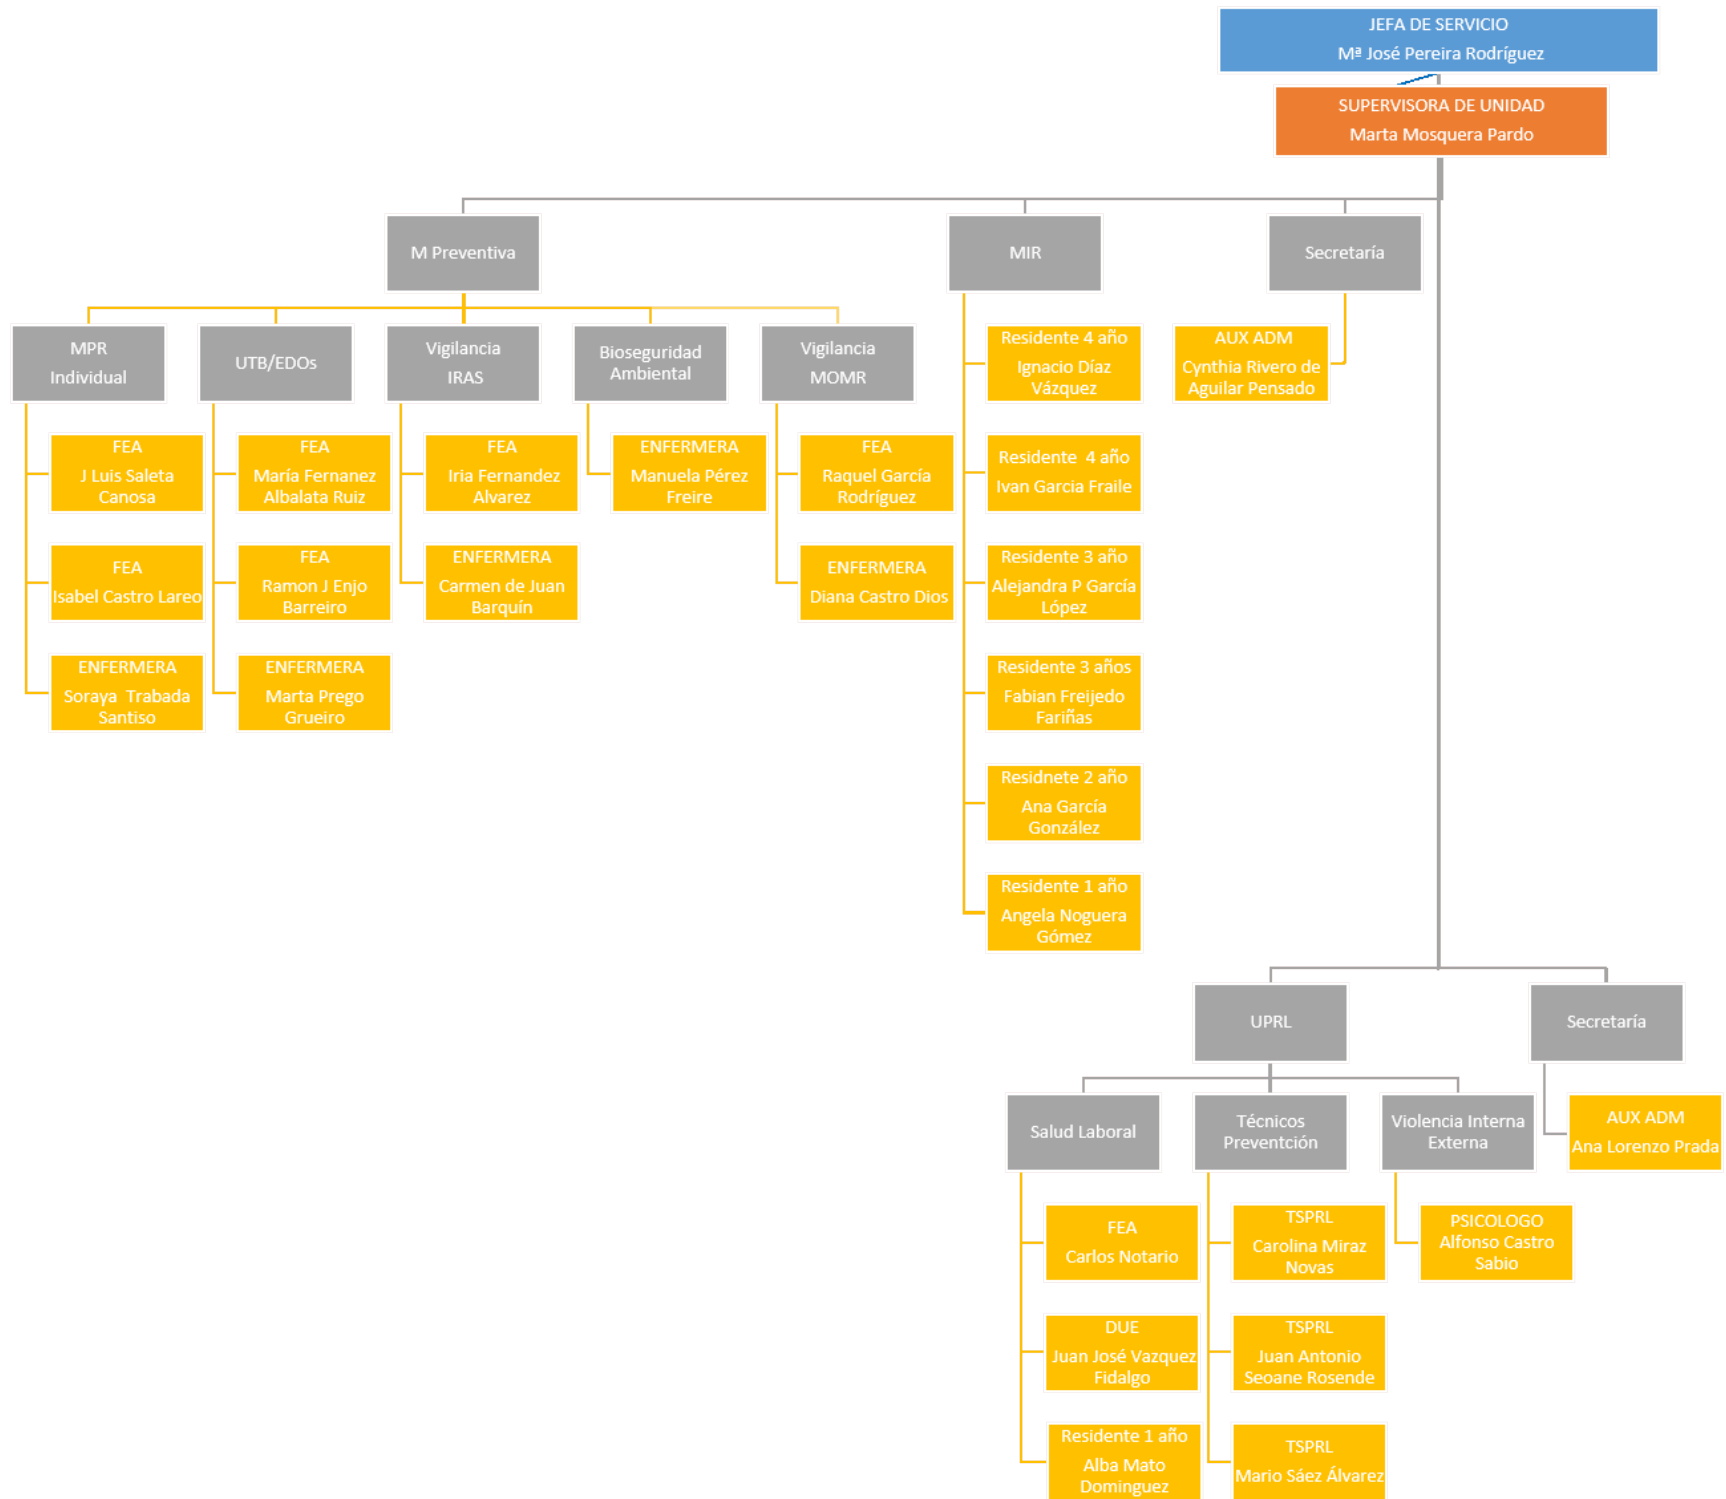 JEFA DE SERVICIO
Mª José Pereira Rodríguez
SUPERVISORA DE UNIDAD
Marta Mosquera Pardo
M Preventiva
MIR
Secretaría
MPR
Individual
UTB/EDOs
Vigilancia
IRAS
Bioseguridad
Ambiental
Vigilancia
MOMR
FEA
J Luis Saleta
Canosa
FEA
Isabel Castro Lareo
ENFERMERA
Soraya  Trabada
Santiso
FEA
María Fernanez
Albalata Ruiz
FEA
Ramon J Enjo
Barreiro
ENFERMERA
Marta Prego
Grueiro
FEA
Iria Fernandez
Alvarez
ENFERMERA
Carmen de Juan
Barquín
ENFERMERA
Manuela Pérez
Freire
FEA
Raquel García
Rodríguez
ENFERMERA
Diana Castro Dios
Residente 4 año
Ignacio Díaz
Vázquez
Residente  4 año
Ivan Garcia Fraile
Residente 3 año
Alejandra P García
López
Residente 3 años
Fabian Freijedo
Fariñas
Residnete 2 año
Ana García
González
Residente 1 año
Angela Noguera
Gómez
AUX ADM
Cynthia Rivero de
Aguilar Pensado
UPRL
Secretaría
Salud Laboral
Técnicos
Preventción
Violencia Interna
Externa
AUX ADM
Ana Lorenzo Prada
FEA
Carlos Notario
DUE
Juan José Vazquez
Fidalgo
Residente 1 año
Alba Mato
Dominguez
TSPRL
Carolina Miraz
Novas
TSPRL
Juan Antonio
Seoane Rosende
TSPRL
Mario Sáez Álvarez
PSICOLOGO
Alfonso Castro
Sabio